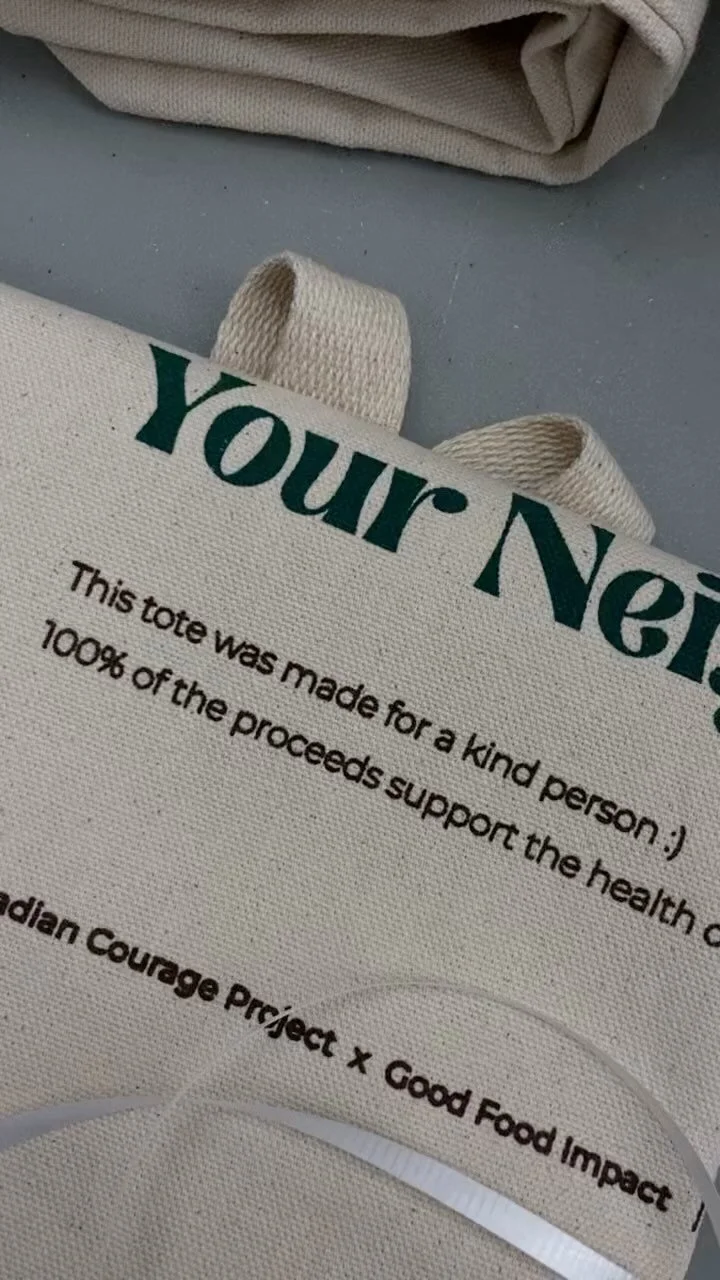 Your Neig
This tote was made for a kind person :)
100% of the proceeds support the health o
adian Courage Project x Good Food Impact |